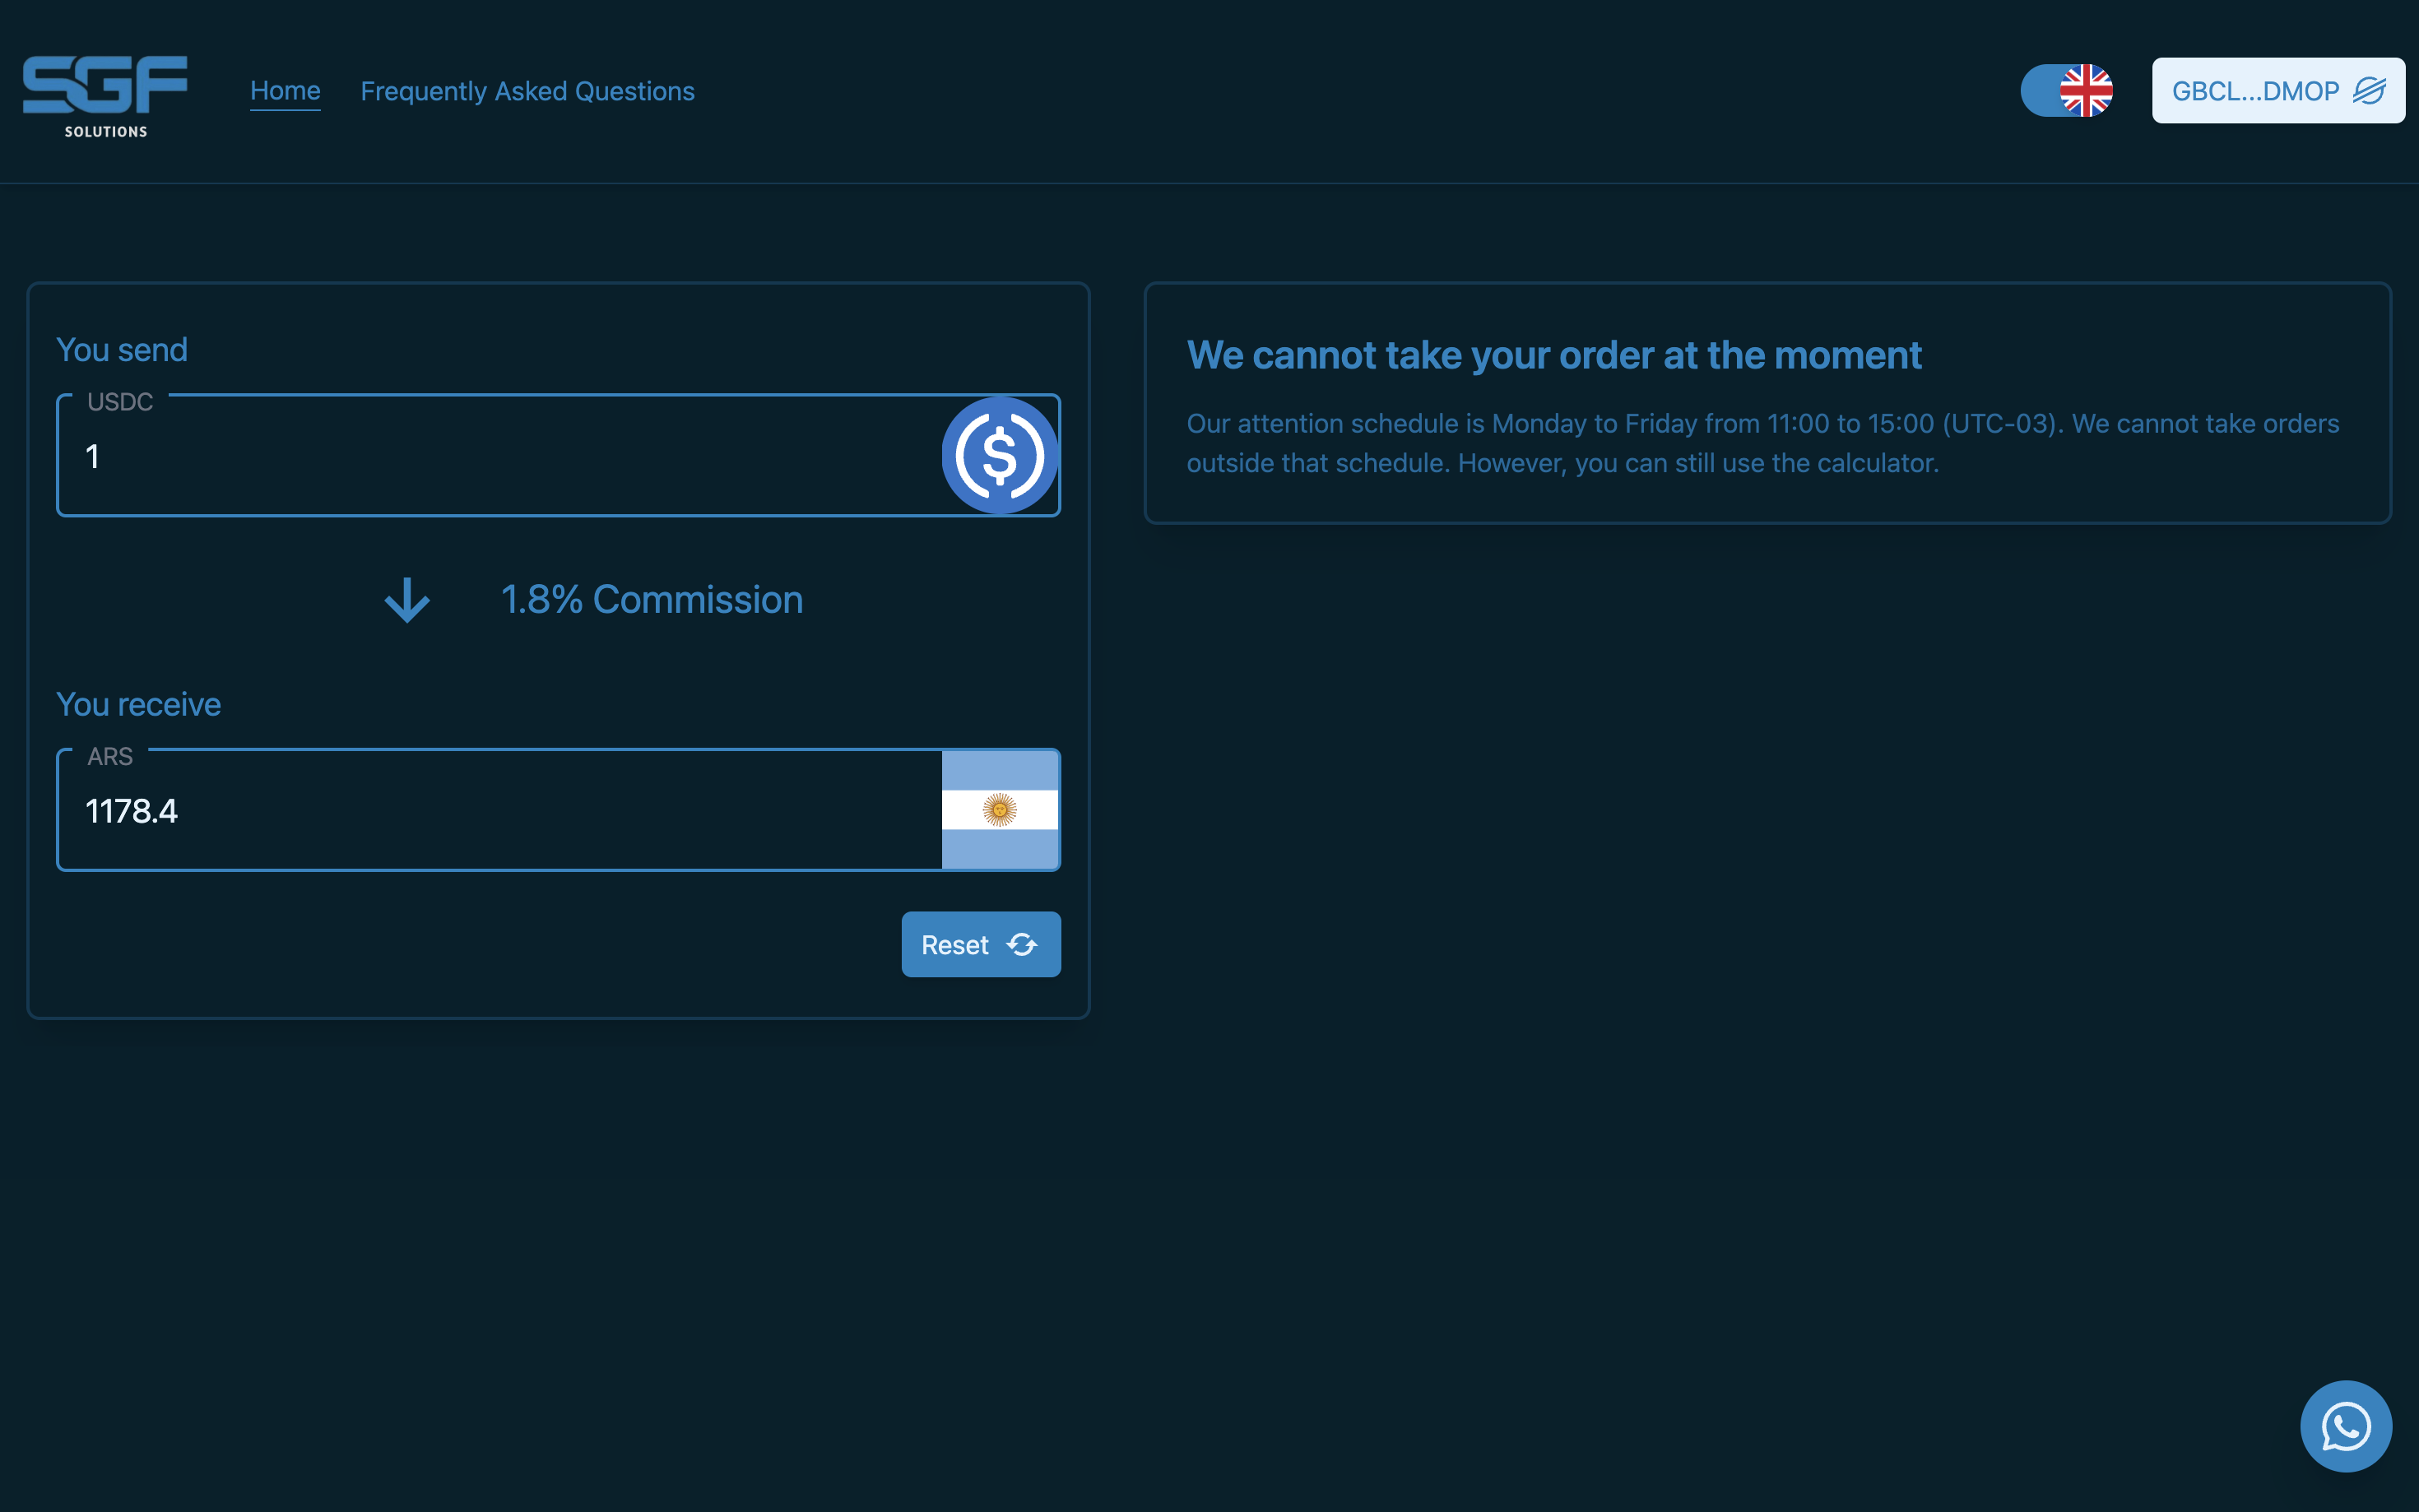 SGF
SOLUTIONS
Home
Frequently Asked Questions
GBCL...DMOP
You send
USDC
1
1.8% Commission
You receive
ARS
1178.4
Reset
We cannot take your order at the moment
Our attention schedule is Monday to Friday from 11:00 to 15:00 (UTC-03). We cannot take orders
outside that schedule. However, you can still use the calculator.